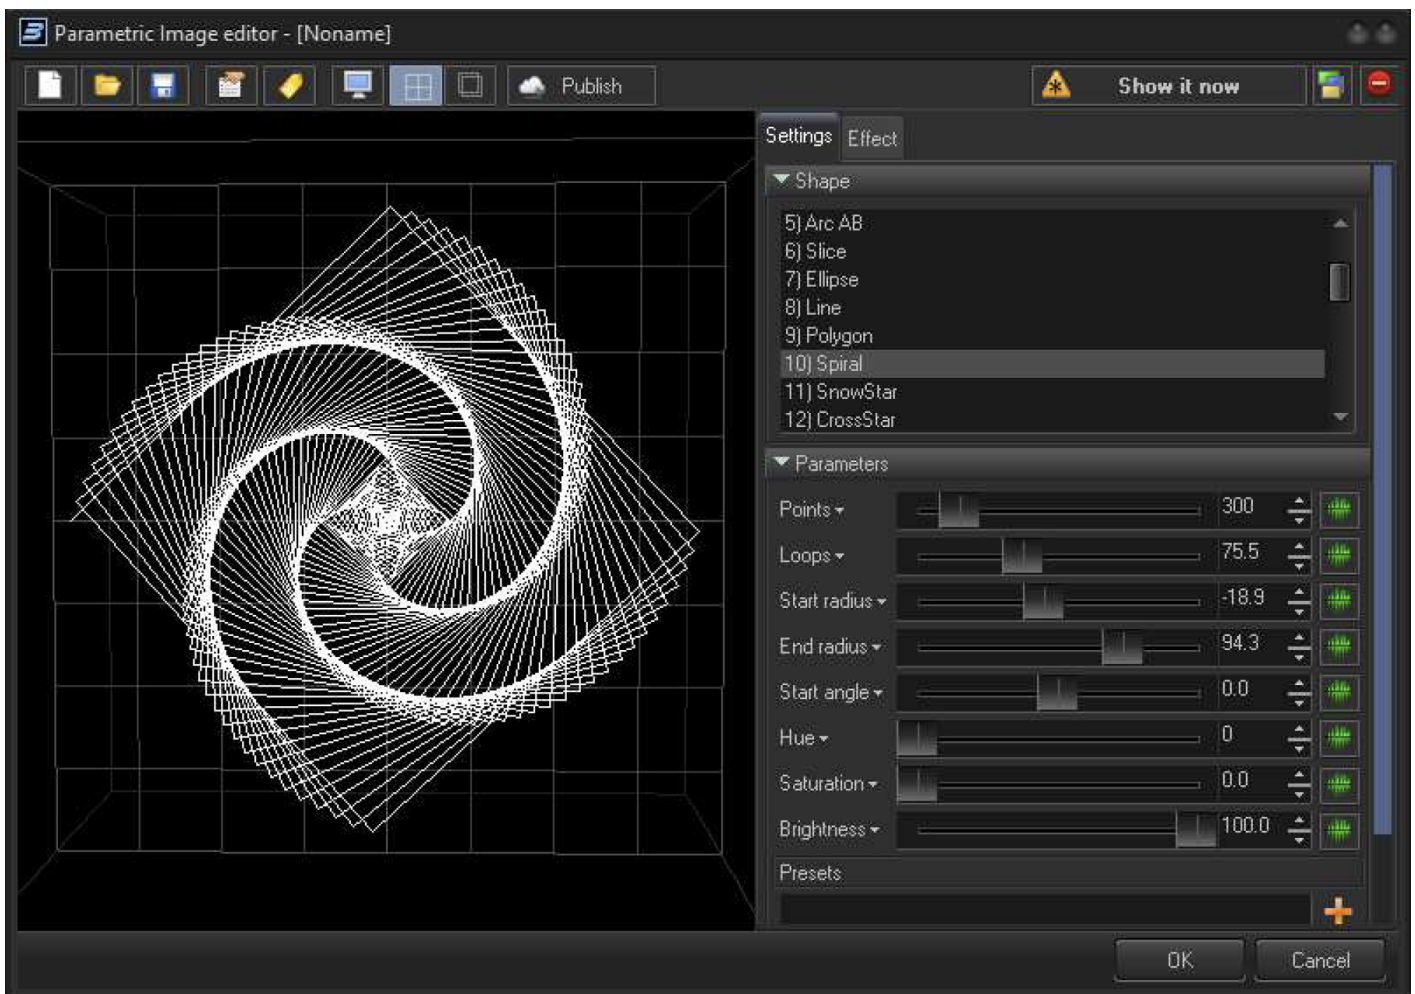 Parametric Image editor - [Noname]
Publish
Show it now
Settings Effect
Shape
5) Arc AB
6) Slice
7) Ellipse
8) Line
9) Polygon
10) Spiral
11) SnowStar
12) CrossStar
Parameters
Points 300
Loops 75.5
Start radius -18.9
End radius 94.3
Start angle 0.0
Hue 0
Saturation 0.0
Brightness 100.0
Presets
OK Cancel